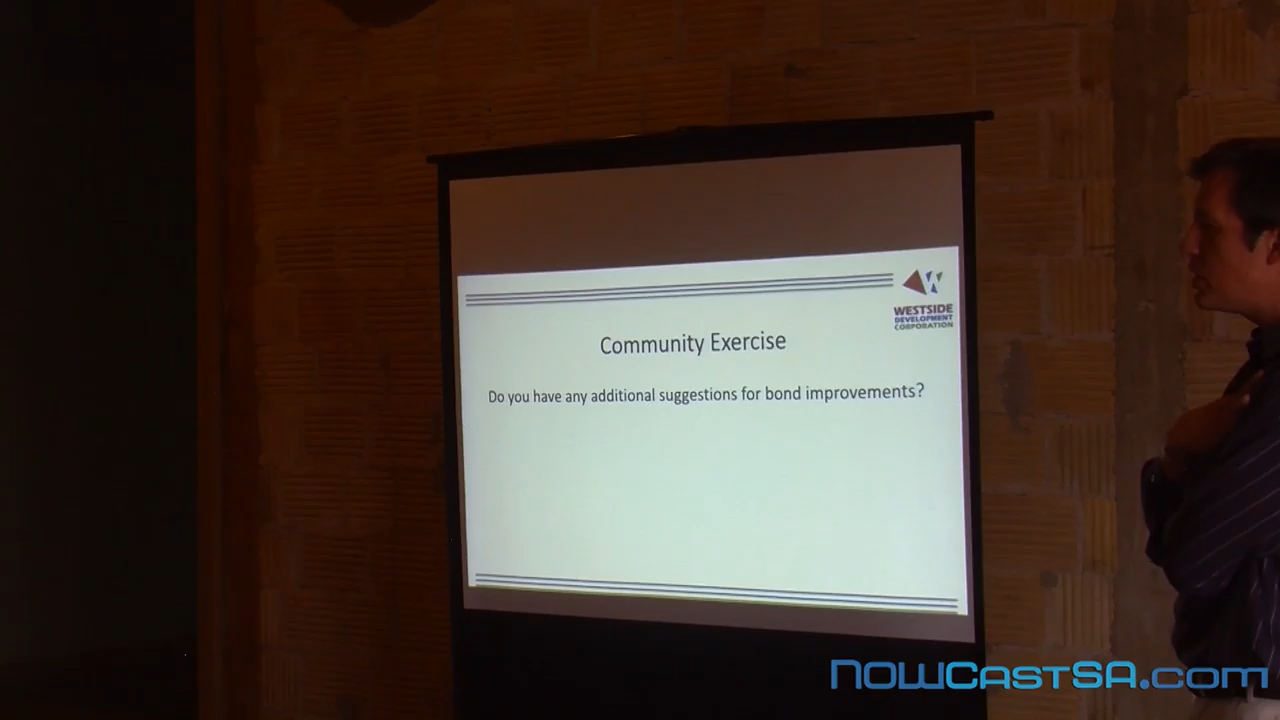 WESTSIDE
DEVELOPMENT
CORPORATION
Community Exercise
Do you have any additional suggestions for bond improvements?
NOWCASTSA.com